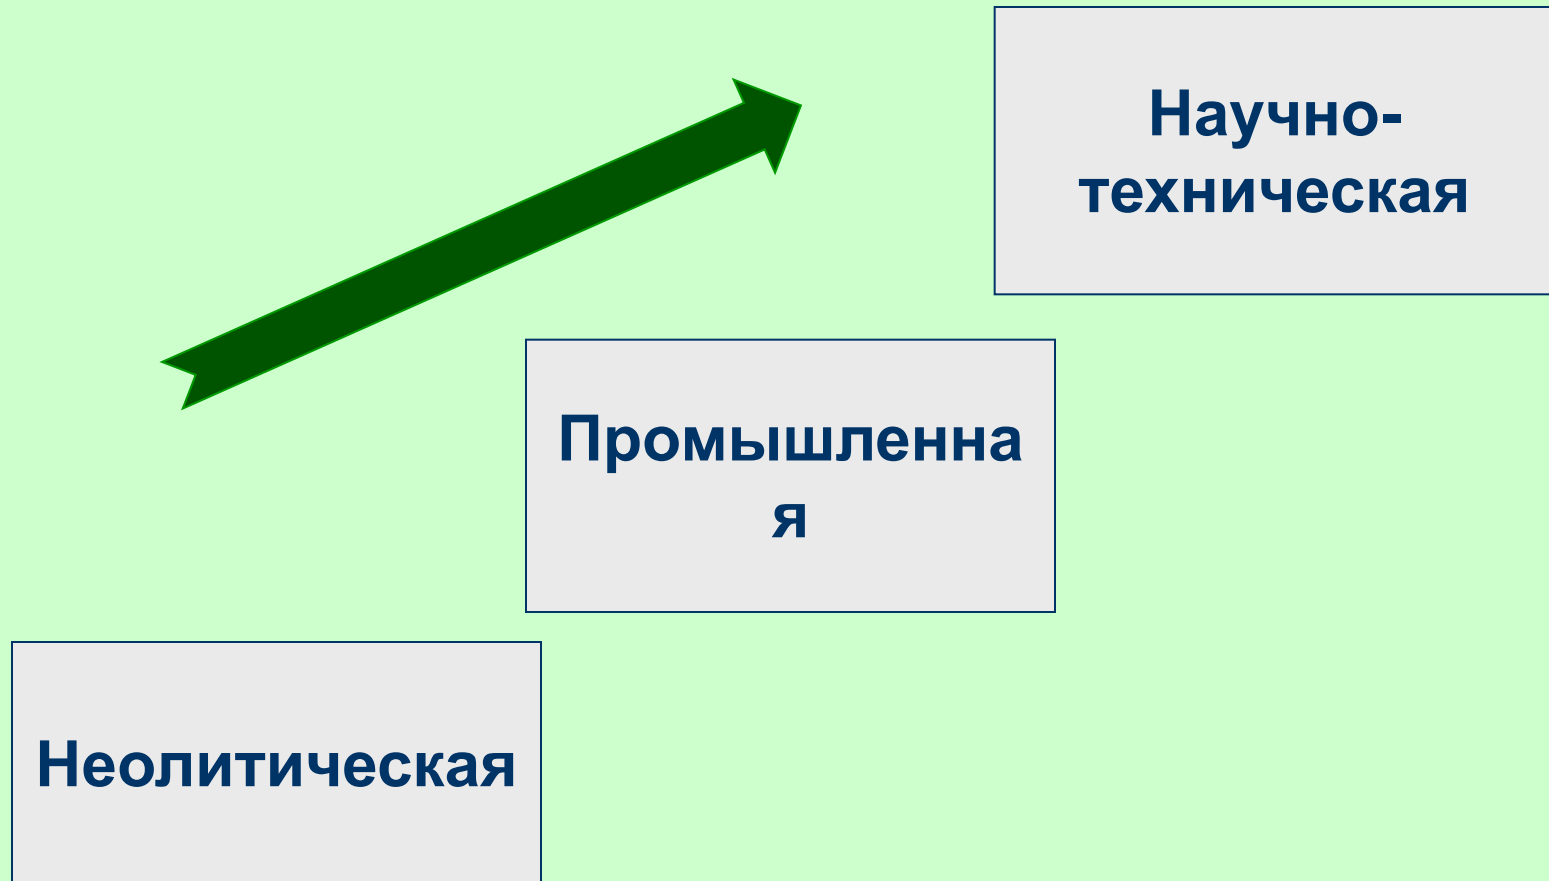 Научно-
техническая
Промышленна
я
Неолитическая